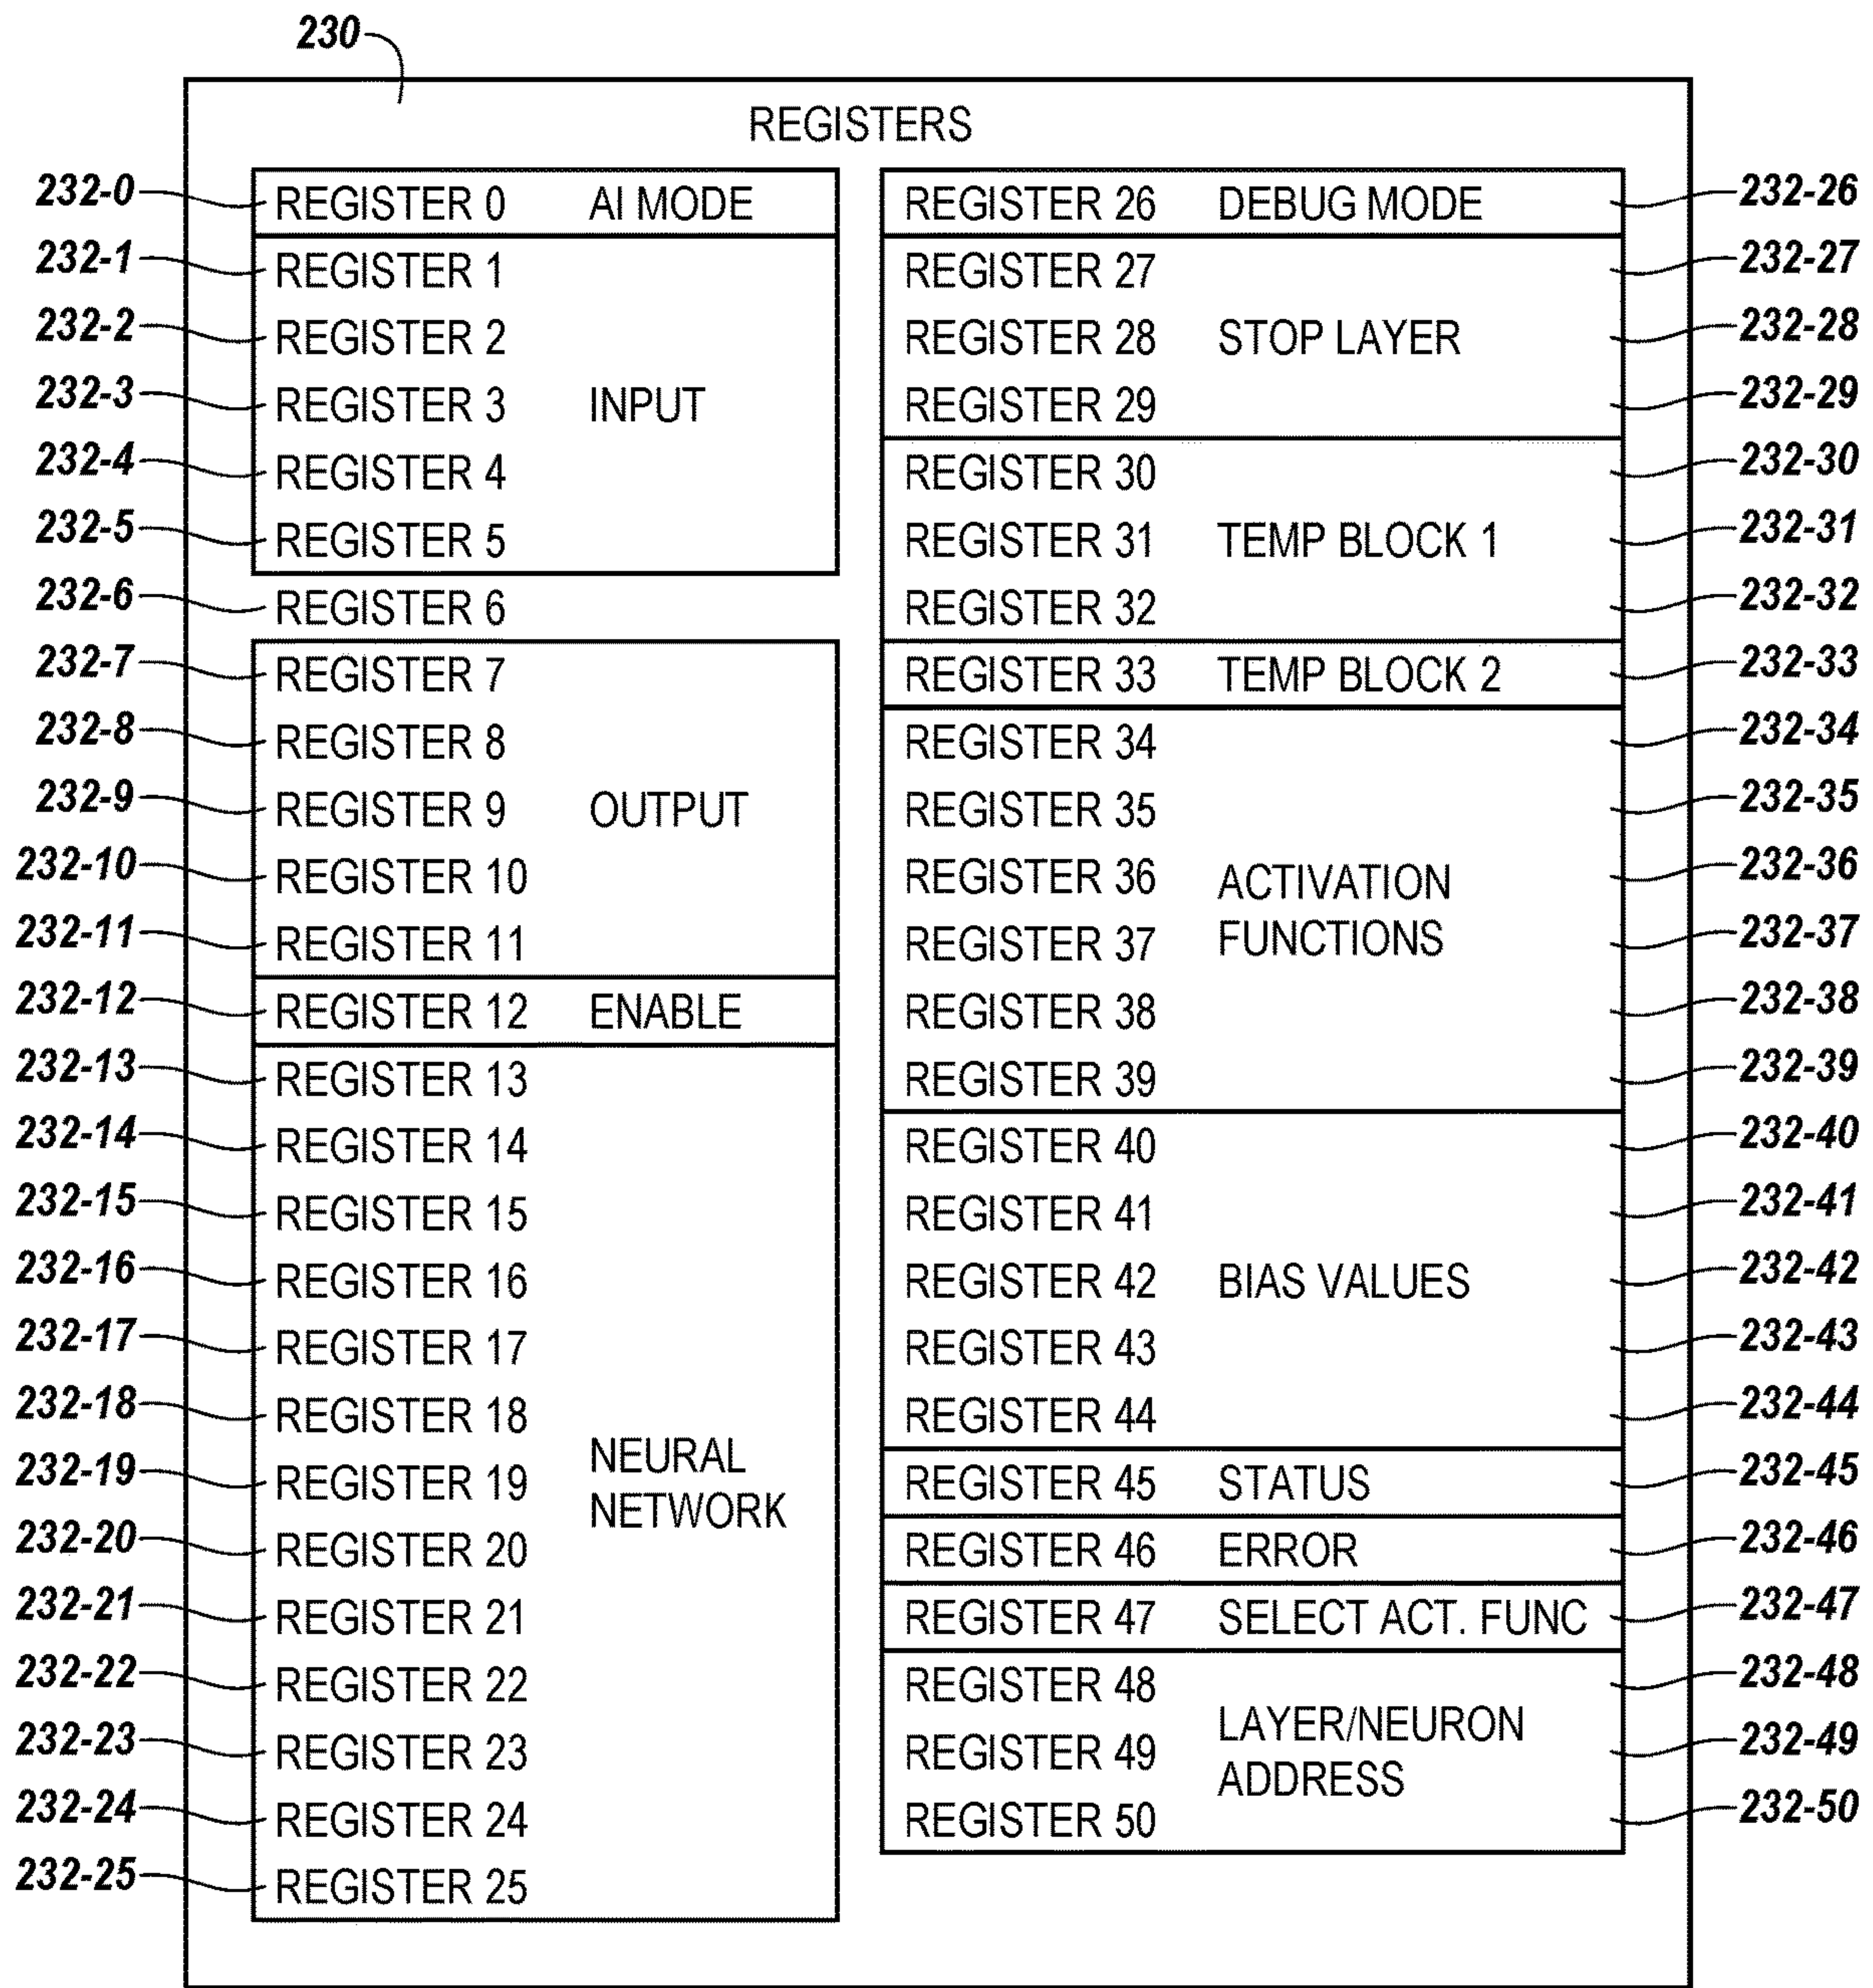 230
REGISTERS
232-0 REGISTER 0 AI MODE
232-1 REGISTER 1
232-2 REGISTER 2
232-3 REGISTER 3 INPUT
232-4 REGISTER 4
232-5 REGISTER 5
232-6 REGISTER 6
232-7 REGISTER 7
232-8 REGISTER 8
232-9 REGISTER 9 OUTPUT
232-10 REGISTER 10
232-11 REGISTER 11
232-12 REGISTER 12 ENABLE
232-13 REGISTER 13
232-14 REGISTER 14
232-15 REGISTER 15
232-16 REGISTER 16
232-17 REGISTER 17
232-18 REGISTER 18
NEURAL
232-19 REGISTER 19
NETWORK
232-20 REGISTER 20
232-21 REGISTER 21
232-22 REGISTER 22
232-23 REGISTER 23
232-24 REGISTER 24
232-25 REGISTER 25
REGISTER 26 DEBUG MODE 232-26
REGISTER 27 232-27
REGISTER 28 STOP LAYER 232-28
REGISTER 29 232-29
REGISTER 30 232-30
REGISTER 31 TEMP BLOCK 1 232-31
REGISTER 32 232-32
REGISTER 33 TEMP BLOCK 2 232-33
REGISTER 34 232-34
REGISTER 35 232-35
REGISTER 36 232-36
ACTIVATION
FUNCTIONS
REGISTER 37 232-37
REGISTER 38 232-38
REGISTER 39 232-39
REGISTER 40 232-40
REGISTER 41 232-41
REGISTER 42 BIAS VALUES 232-42
REGISTER 43 232-43
REGISTER 44 232-44
REGISTER 45 STATUS 232-45
REGISTER 46 ERROR 232-46
REGISTER 47 SELECT ACT. FUNC 232-47
REGISTER 48 232-48
LAYER/NEURON
REGISTER 49 232-49
ADDRESS
REGISTER 50 232-50